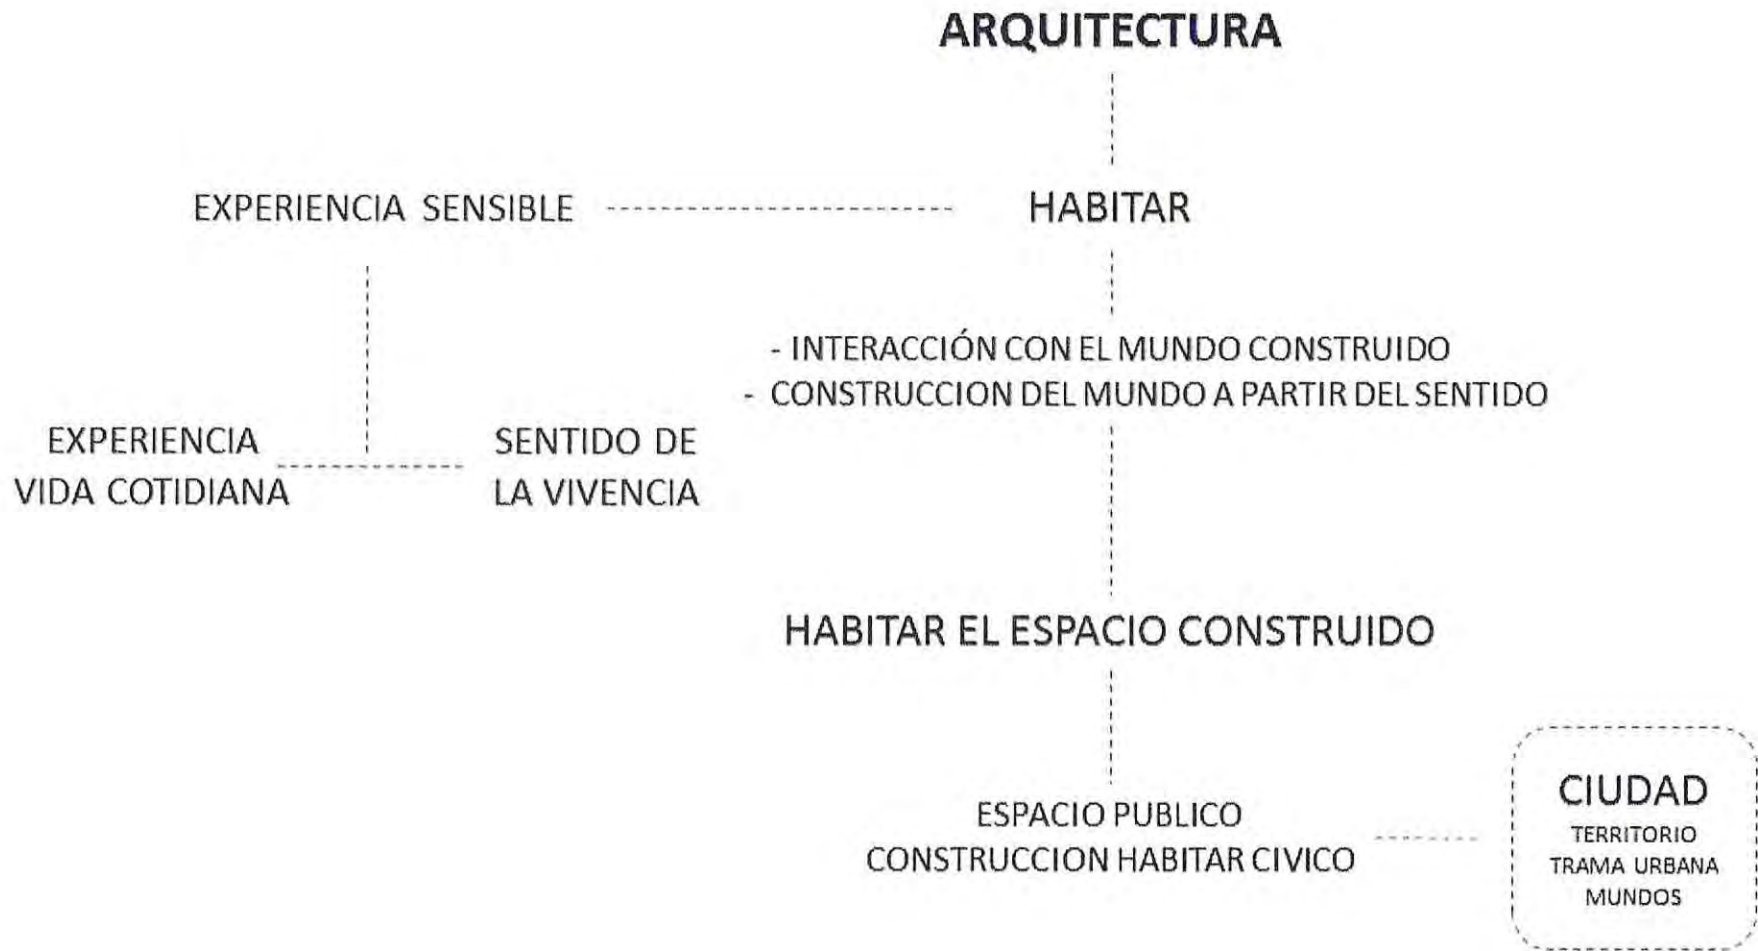 ARQUITECTURA
EXPERIENCIA SENSIBLE
HABITAR
- INTERACCIÓN CON EL MUNDO CONSTRUIDO
- CONSTRUCCION DEL MUNDO A PARTIR DEL SENTIDO
EXPERIENCIA
VIDA COTIDIANA
SENTIDO DE
LA VIVENCIA
HABITAR EL ESPACIO CONSTRUIDO
ESPACIO PUBLICO
CONSTRUCCION HABITAR CIVICO
CIUDAD
TERRITORIO
TRAMA URBANA
MUNDOS